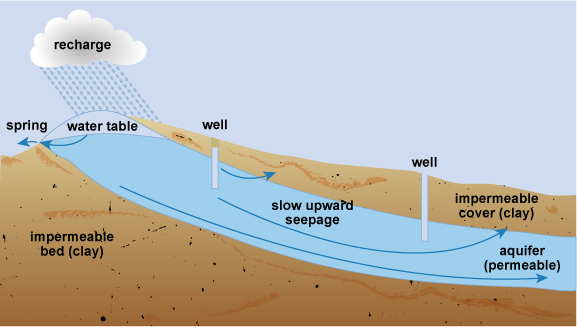 recharge
spring
water table
well
well
slow upward
seepage
impermeable
cover (clay)
impermeable
bed (clay)
aquifer
(permeable)